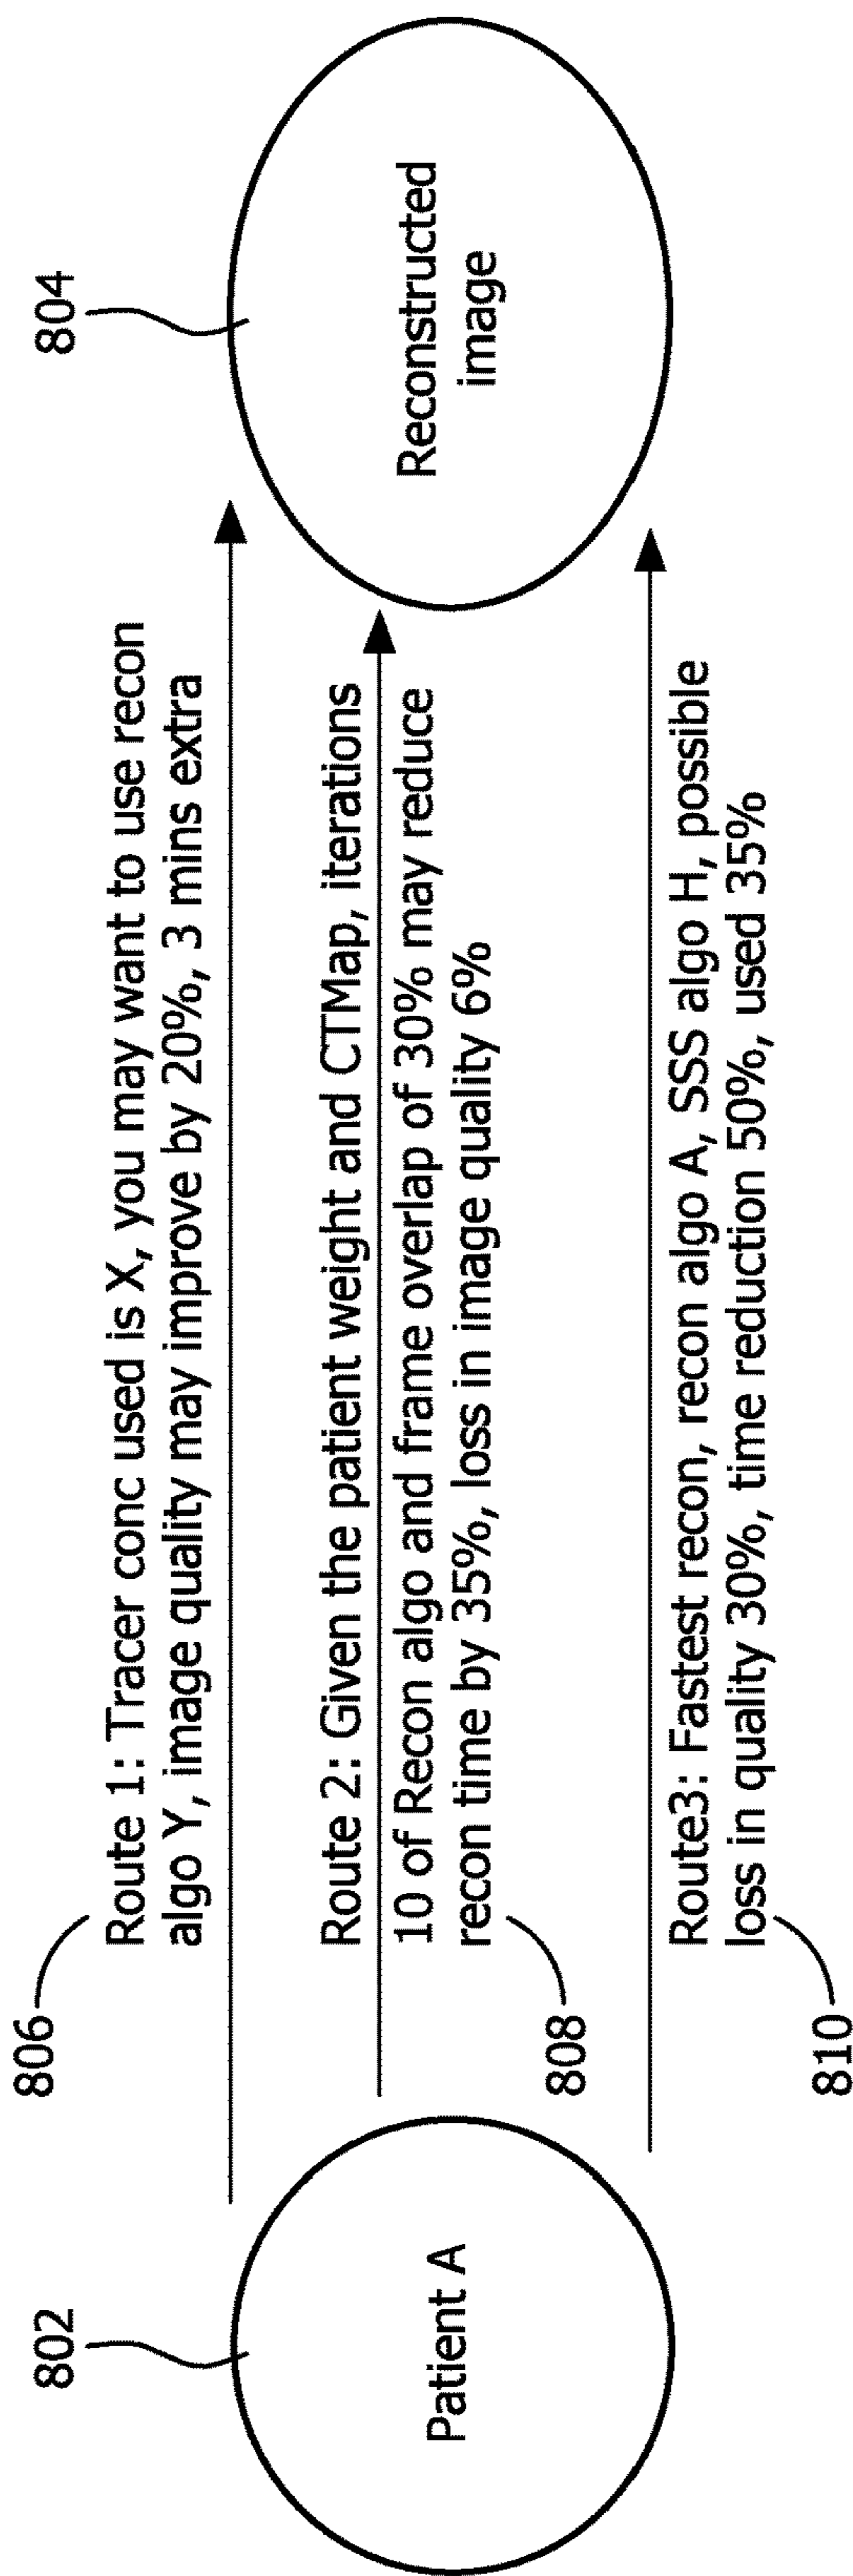 802
Patient A
806
Route 1: Tracer conc used is X, you may want to use recon
algo Y, image quality may improve by 20%, 3 mins extra
Route 2: Given the patient weight and CTMap, iterations
10 of Recon algo and frame overlap of 30% may reduce
recon time by 35%, loss in image quality 6%
808
Route3: Fastest recon, recon algo A, SSS algo H, possible
loss in quality 30%, time reduction 50%, used 35%
810
804
Reconstructed
image